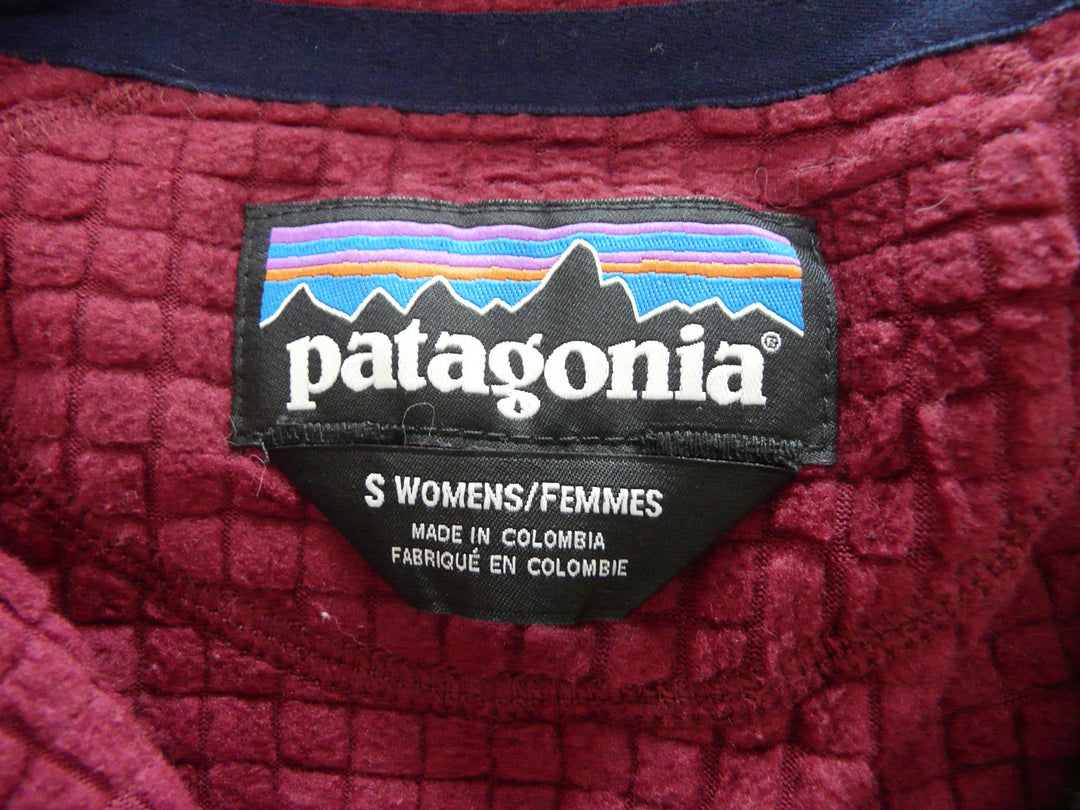 patagonia®
S WOMENS/FEMMES
MADE IN COLOMBIA
FABRIQUÉ EN COLOMBIE